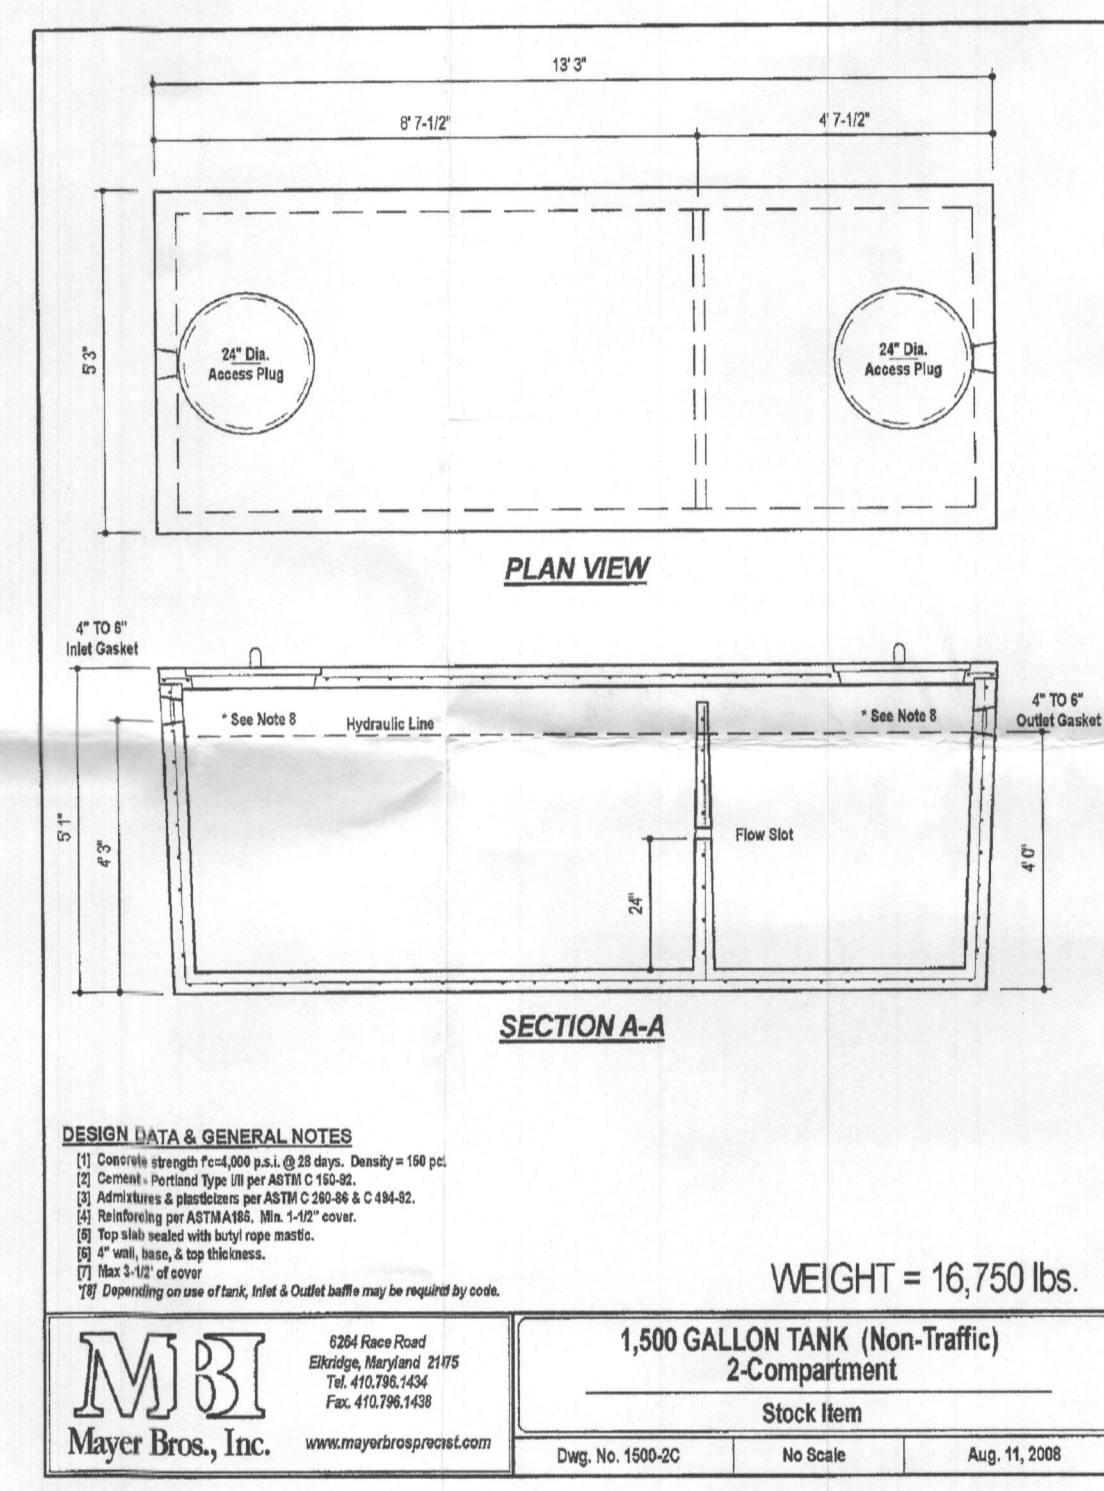 13' 3"
8' 7-1/2"
4' 7-1/2"
5' 3"
24" Dia.
Access Plug
24" Dia.
Access Plug
PLAN VIEW
4" TO 6"
Inlet Gasket
* See Note 8
Hydraulic Line
* See Note 8
4" TO 6"
Outlet Gasket
5' 1"
4' 3"
Flow Slot
24"
4' 0"
SECTION A-A
DESIGN DATA & GENERAL NOTES
[1] Concrete strength f'c=4,000 p.s.i. @ 28 days. Density = 150 pcf.
[2] Cement - Portland Type I/II per ASTM C 150-92.
[3] Admixtures & plasticizers per ASTM C 260-86 & C 494-92.
[4] Reinforcing per ASTMA185, Min. 1-1/2" cover.
[5] Top slab sealed with butyl rope mastic.
[6] 4" wall, base, & top thickness.
[7] Max 3-1/2' of cover
*[8] Depending on use of tank, Inlet & Outlet baffle may be required by code.
WEIGHT = 16,750 lbs.
MBI
Mayer Bros., Inc.
6264 Race Road
Elkridge, Maryland 21075
Tel. 410.796.1434
Fax. 410.796.1438
www.mayerbrosprecast.com
1,500 GALLON TANK (Non-Traffic)
2-Compartment
Stock Item
Dwg. No. 1500-2C
No Scale
Aug. 11, 2008